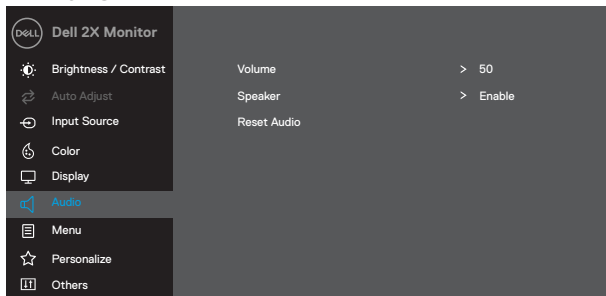 DELL Dell 2X Monitor
Brightness / Contrast Volume > 50
Auto Adjust Speaker > Enable
Input Source Reset Audio
Color
Display
Audio
Menu
Personalize
Others